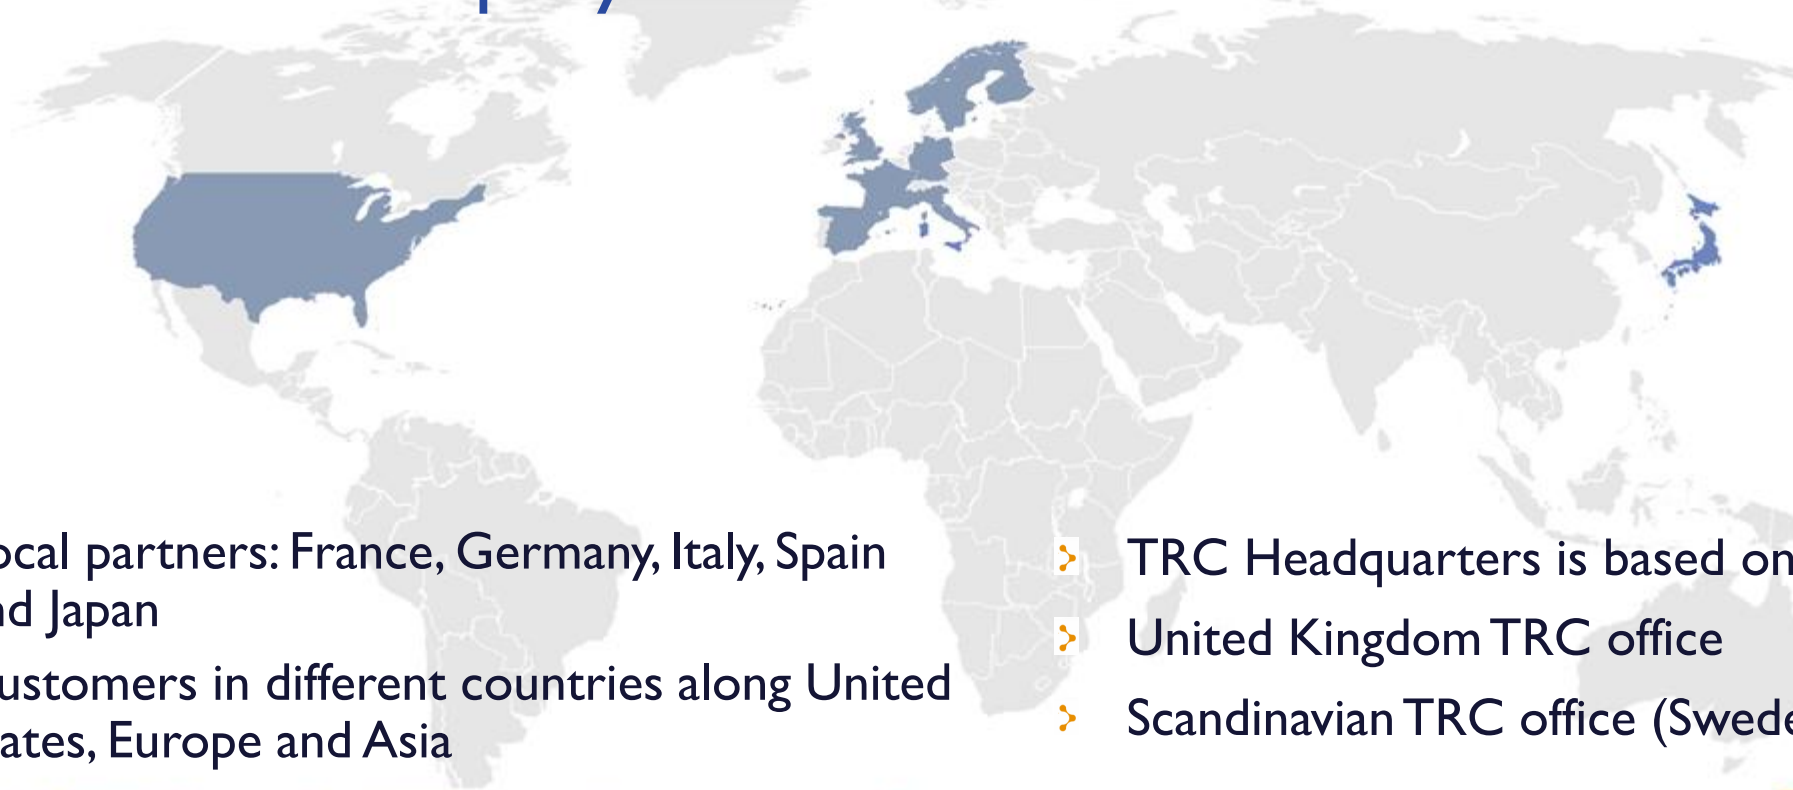 ocal partners: France, Germany, Italy, Spain
nd Japan
ustomers in different countries along United
ates, Europe and Asia
TRC Headquarters is based on
United Kingdom TRC office
Scandinavian TRC office (Swede